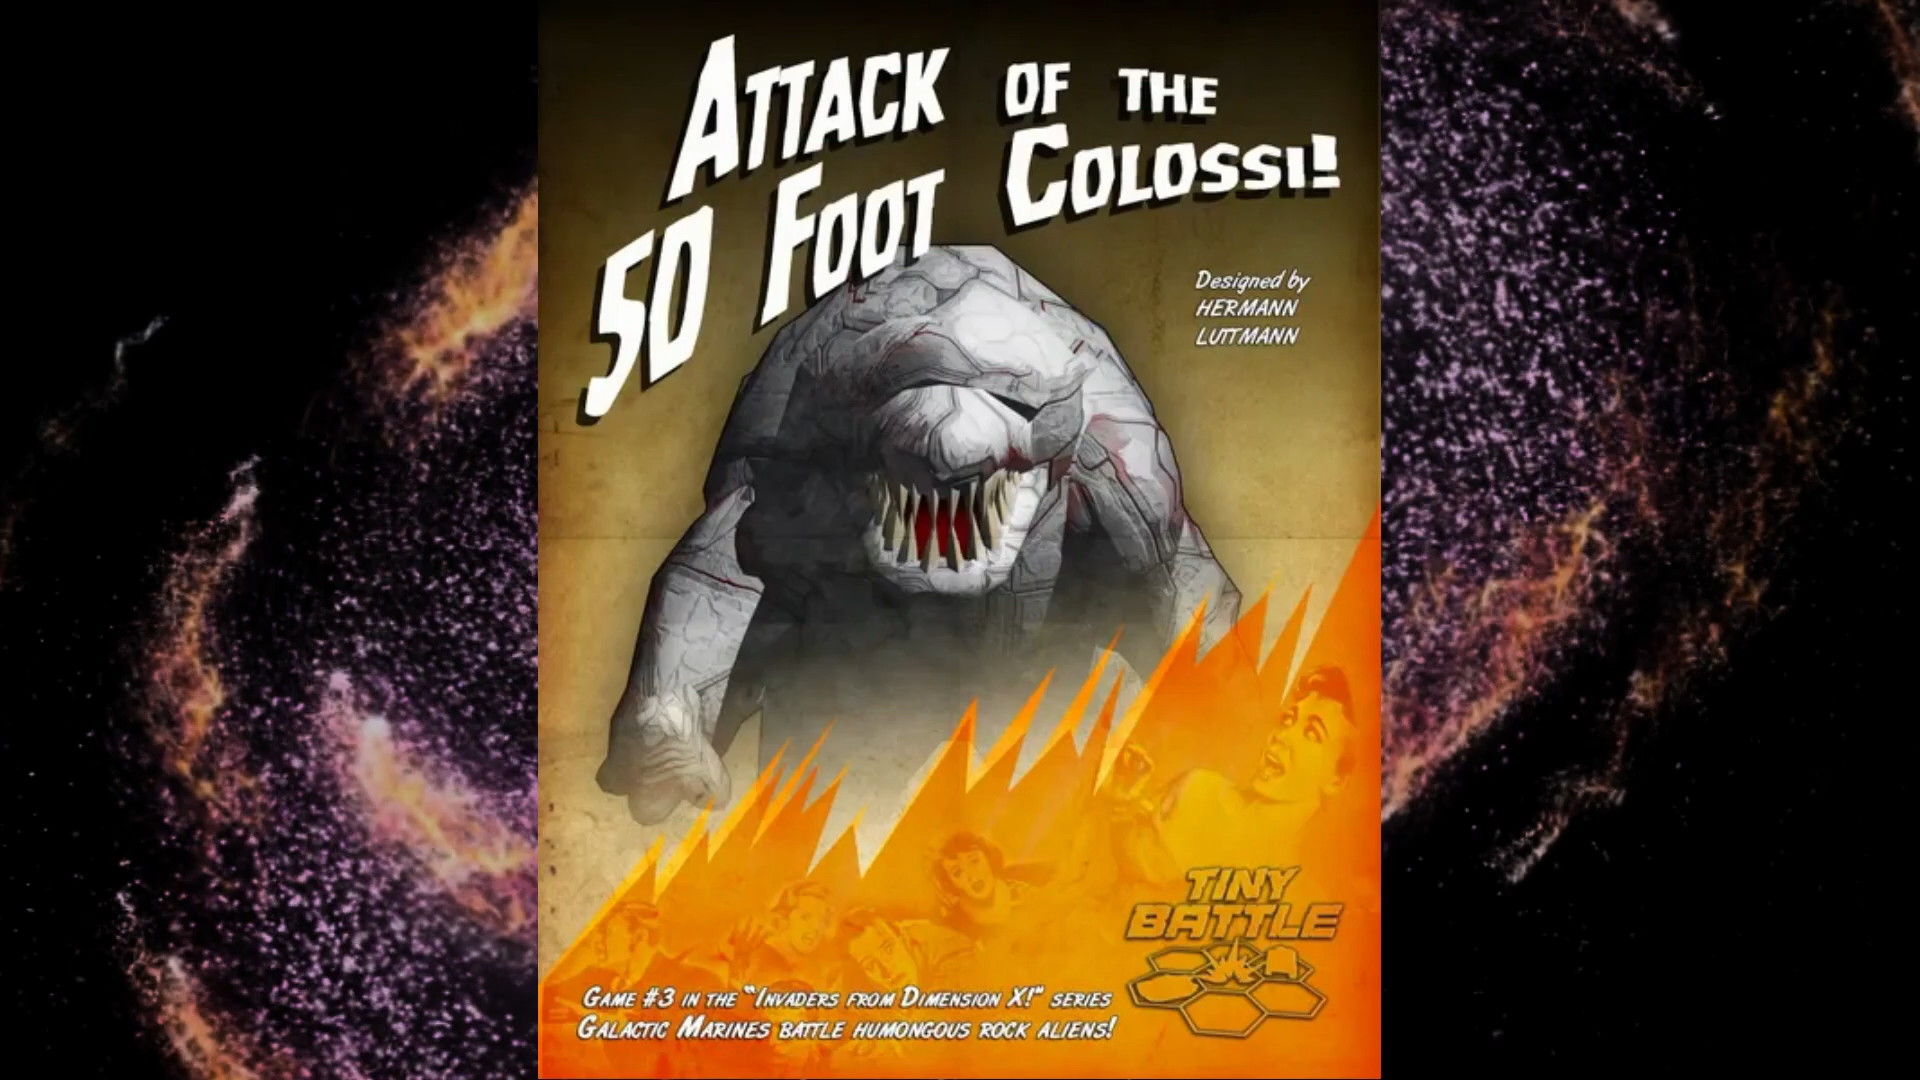 ATTACK OF THE
50 FOOT COLOSSI!
Designed by
HERMANN
LUTTMANN
TINY
BATTLE
GAME #3 IN THE "INVADERS FROM DIMENSION X!" SERIES
GALACTIC MARINES BATTLE HUMONGOUS ROCK ALIENS!